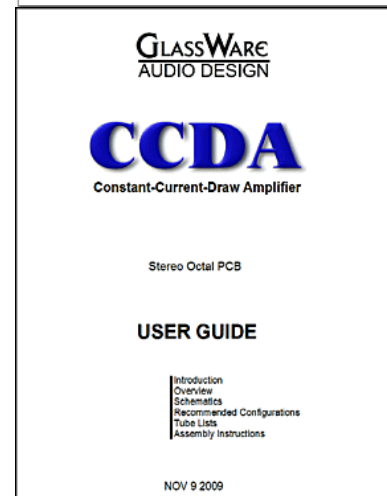 GLASSWARE
AUDIO DESIGN
CCDA
Constant-Current-Draw Amplifier
Stereo Octal PCB
USER GUIDE
Introduction
Overview
Schematics
Recommended Configurations
Tube Lists
Assembly Instructions
NOV 9 2009